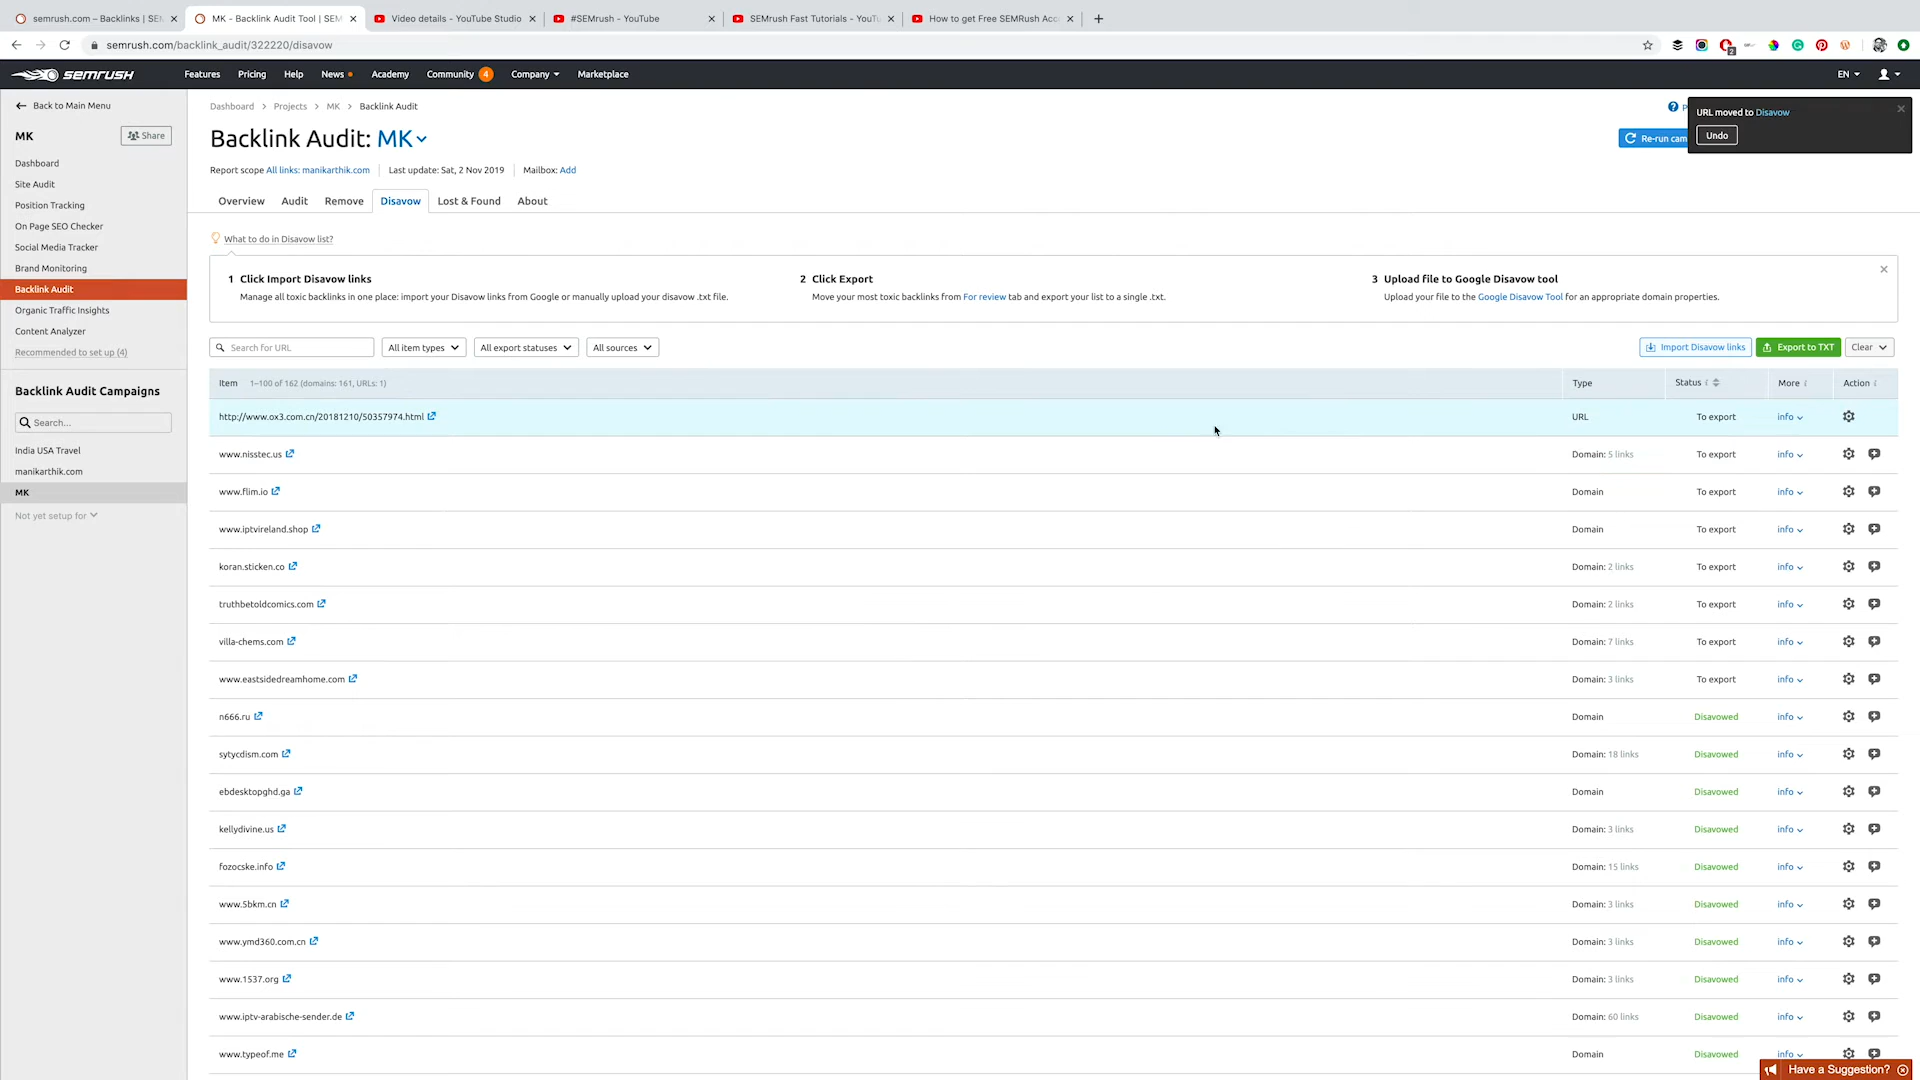 semrush.com – Backlinks | SEM
MK - Backlink Audit Tool | SEM
Video details - YouTube Studio
#SEMrush - YouTube
SEMrush Fast Tutorials - YouTu
How to get Free SEMRush Acc
semrush.com/backlink_audit/322220/disavow
2
semrush
Features
Pricing
Help
News
Academy
Community 4
Company
Marketplace
EN
Back to Main Menu
MK
Share
Dashboard
Site Audit
Position Tracking
On Page SEO Checker
Social Media Tracker
Brand Monitoring
Backlink Audit
Organic Traffic Insights
Content Analyzer
Recommended to set up (4)
Backlink Audit Campaigns
Search...
India USA Travel
manikarthik.com
MK
Not yet setup for
Dashboard > Projects > MK > Backlink Audit
URL moved to Disavow
Undo
Backlink Audit: MK
Re-run cam
Report scope All links: manikarthik.com
Last update: Sat, 2 Nov 2019
Mailbox: Add
Overview
Audit
Remove
Disavow
Lost & Found
About
What to do in Disavow list?
1 Click Import Disavow links
Manage all toxic backlinks in one place: import your Disavow links from Google or manually upload your disavow .txt file.
2 Click Export
Move your most toxic backlinks from For review tab and export your list to a single .txt.
3 Upload file to Google Disavow tool
Upload your file to the Google Disavow Tool for an appropriate domain properties.
Search for URL
All item types
All export statuses
All sources
Import Disavow links
Export to TXT
Clear
Item 1–100 of 162 (domains: 161, URLs: 1) Type Status i More i Action i
http://www.ox3.com.cn/20181210/50357974.html URL To export info
www.nisstec.us Domain: 5 links To export info
www.flim.io Domain To export info
www.iptvireland.shop Domain To export info
koran.sticken.co Domain: 2 links To export info
truthbetoldcomics.com Domain: 2 links To export info
villa-chems.com Domain: 7 links To export info
www.eastsidedreamhome.com Domain: 3 links To export info
n666.ru Domain Disavowed info
sytycdism.com Domain: 18 links Disavowed info
ebdesktopghd.ga Domain Disavowed info
kellydivine.us Domain: 3 links Disavowed info
fozocske.info Domain: 15 links Disavowed info
www.5bkm.cn Domain: 3 links Disavowed info
www.ymd360.com.cn Domain: 3 links Disavowed info
www.1537.org Domain: 3 links Disavowed info
www.iptv-arabische-sender.de Domain: 60 links Disavowed info
www.typeof.me Domain Disavowed info
Have a Suggestion?